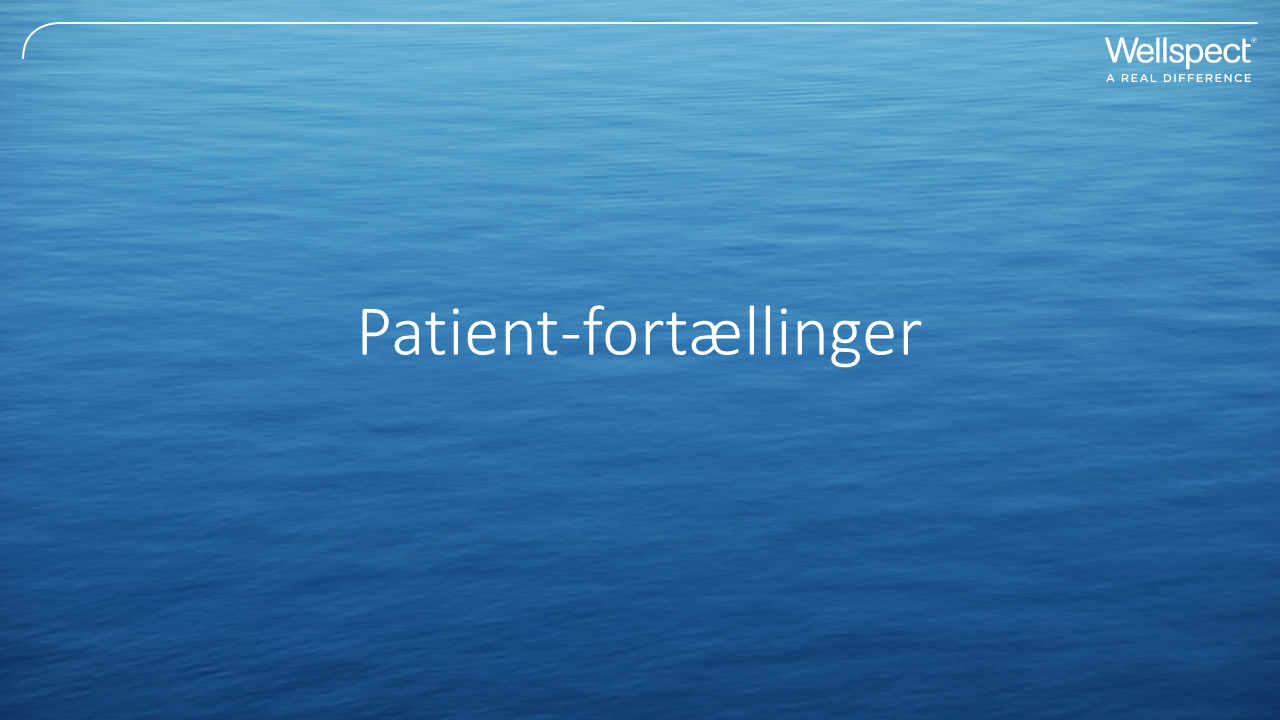 Wellspect®
A REAL DIFFERENCE
Patient-fortællinger